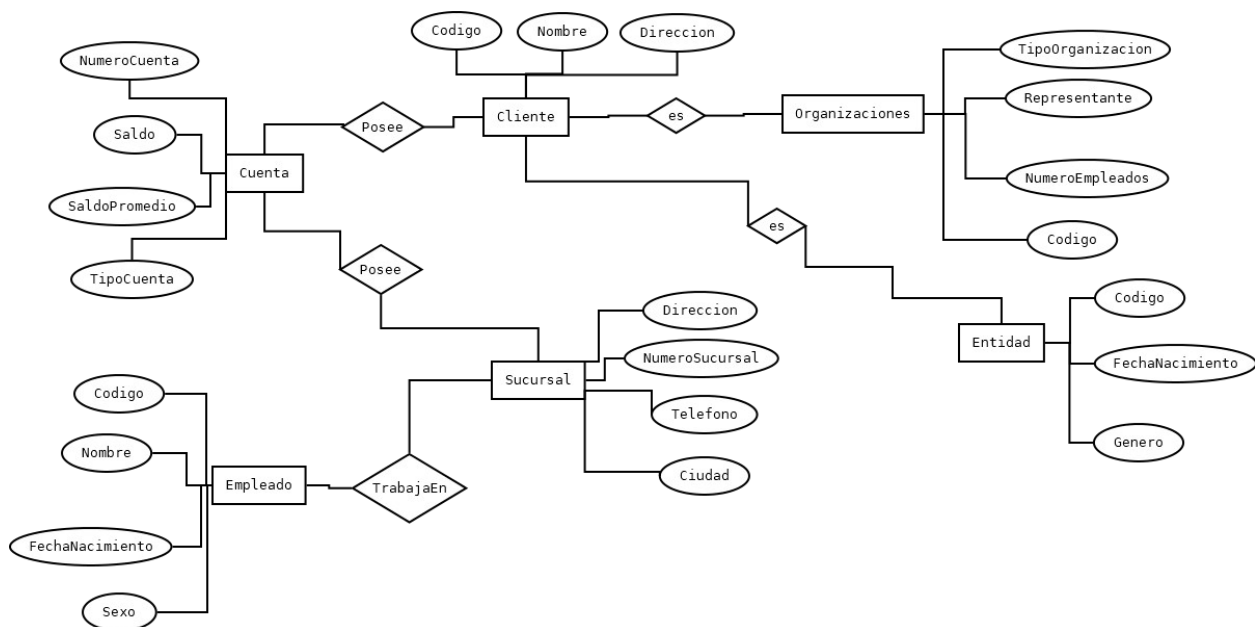 Codigo
Nombre
Direccion
NumeroCuenta
TipoOrganizacion
Representante
Organizaciones
Cliente
es
Posee
Saldo
Cuenta
NumeroEmpleados
SaldoPromedio
es
Codigo
TipoCuenta
Posee
Direccion
Codigo
Entidad
NumeroSucursal
FechaNacimiento
Sucursal
Codigo
Telefono
Genero
Nombre
Ciudad
Empleado
TrabajaEn
FechaNacimiento
Sexo